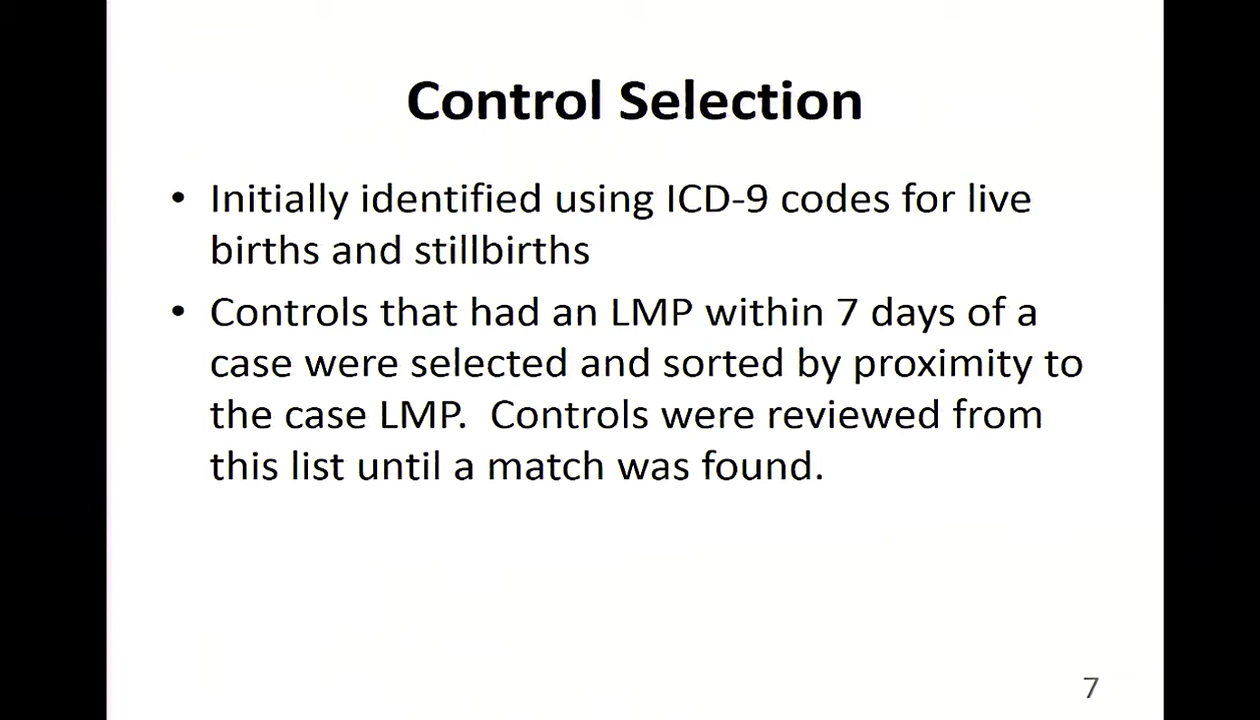 Control Selection
• Initially identified using ICD-9 codes for live
births and stillbirths
• Controls that had an LMP within 7 days of a
case were selected and sorted by proximity to
the case LMP.  Controls were reviewed from
this list until a match was found.
7